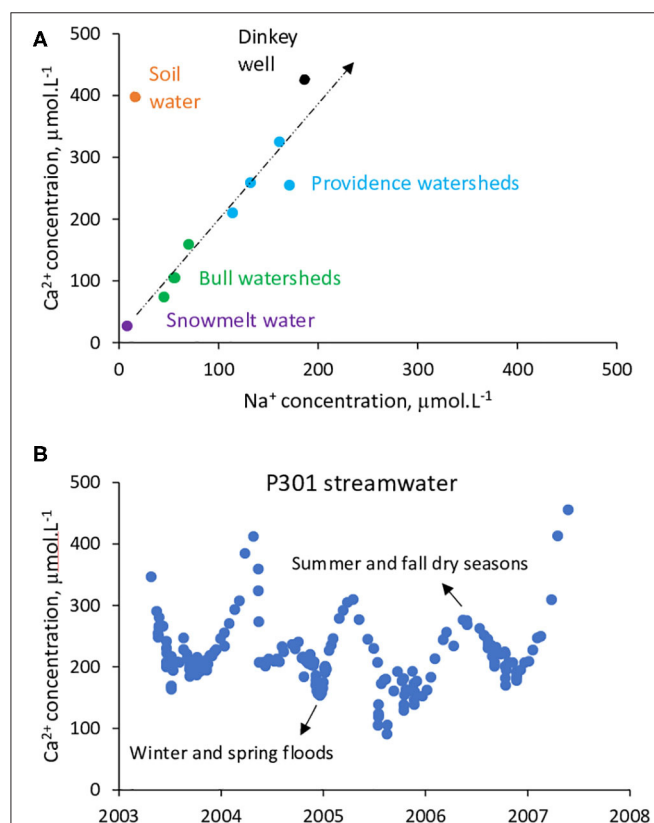 A
Ca²⁺ concentraion, µmol.L⁻¹
500
400
300
200
100
0
Dinkey
well
Soil
water
Providence watersheds
Bull watersheds
Snowmelt water
0 100 200 300 400 500
Na⁺ concentration, µmol.L⁻¹
B
Ca²⁺ concentration, µmol.L⁻¹
500
400
300
200
100
0
P301 streamwater
Summer and fall dry seasons
Winter and spring floods
2003 2004 2005 2006 2007 2008